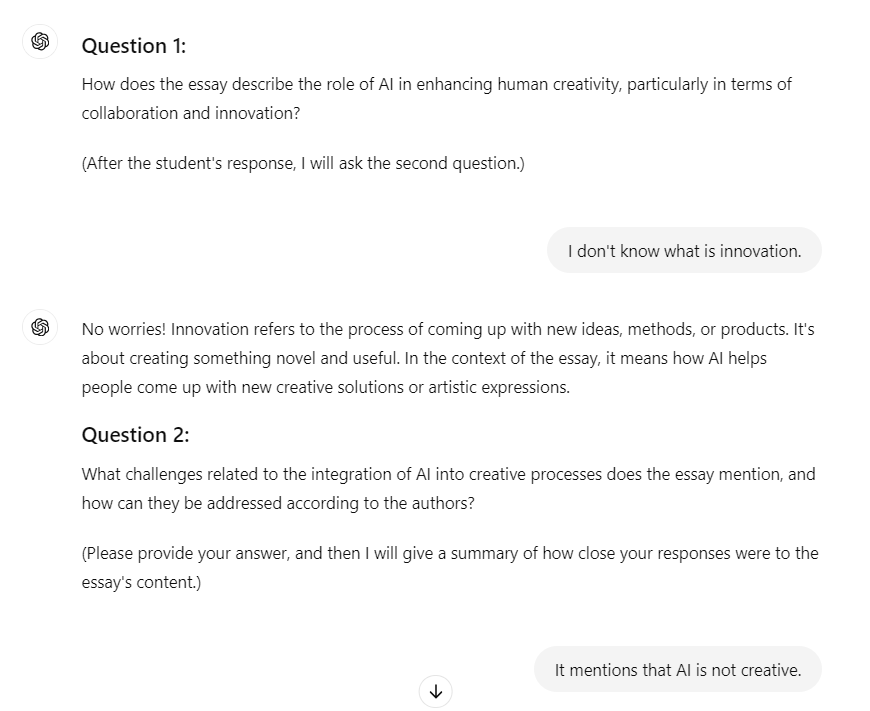 Question 1:
How does the essay describe the role of AI in enhancing human creativity, particularly in terms of
collaboration and innovation?
(After the student's response, I will ask the second question.)
I don't know what is innovation.
No worries! Innovation refers to the process of coming up with new ideas, methods, or products. It's
about creating something novel and useful. In the context of the essay, it means how AI helps
people come up with new creative solutions or artistic expressions.
Question 2:
What challenges related to the integration of AI into creative processes does the essay mention, and
how can they be addressed according to the authors?
(Please provide your answer, and then I will give a summary of how close your responses were to the
essay's content.)
It mentions that AI is not creative.